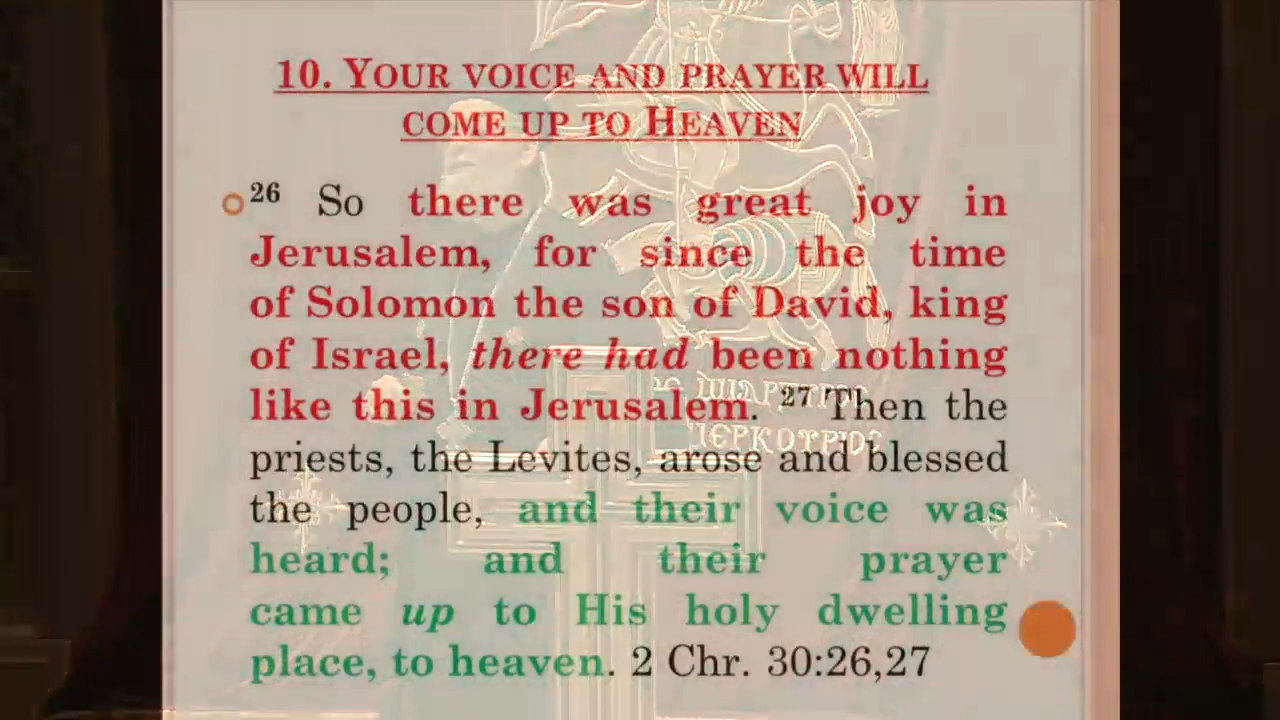 10. YOUR VOICE AND PRAYER WILL
COME UP TO HEAVEN
26 So there was great joy in
Jerusalem, for since the time
of Solomon the son of David, king
of Israel, there had been nothing
like this in Jerusalem. 27 Then the
priests, the Levites, arose and blessed
the people, and their voice was
heard; and their prayer
came up to His holy dwelling
place, to heaven. 2 Chr. 30:26,27